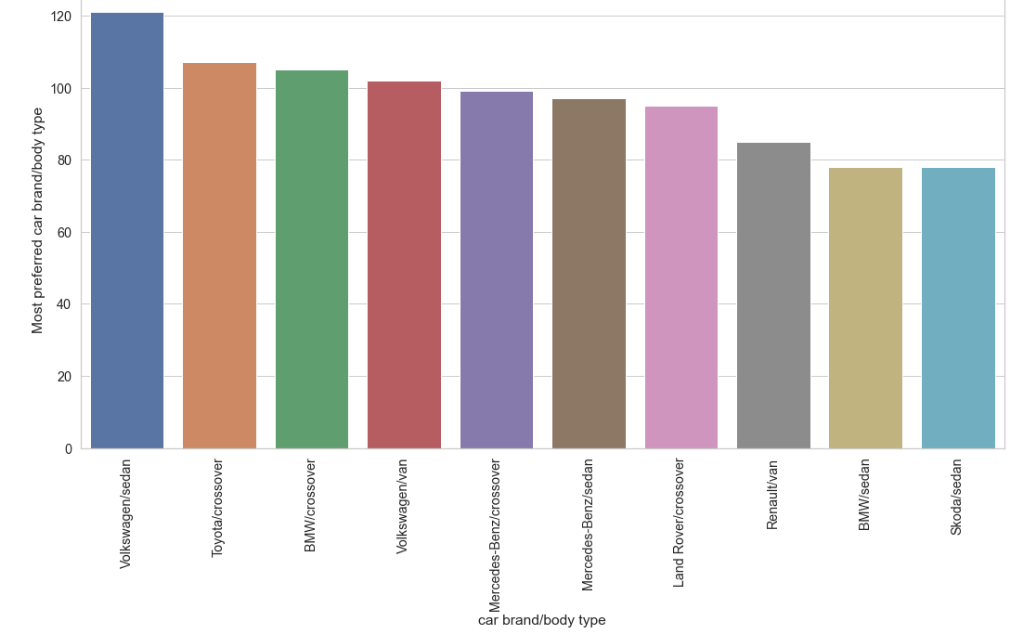 Most preferred car brand/body type
120
100
80
60
40
20
0
Volkswagen/sedan
Toyota/crossover
BMW/crossover
Volkswagen/van
Mercedes-Benz/crossover
Mercedes-Benz/sedan
Land Rover/crossover
Renault/van
BMW/sedan
Skoda/sedan
car brand/body type